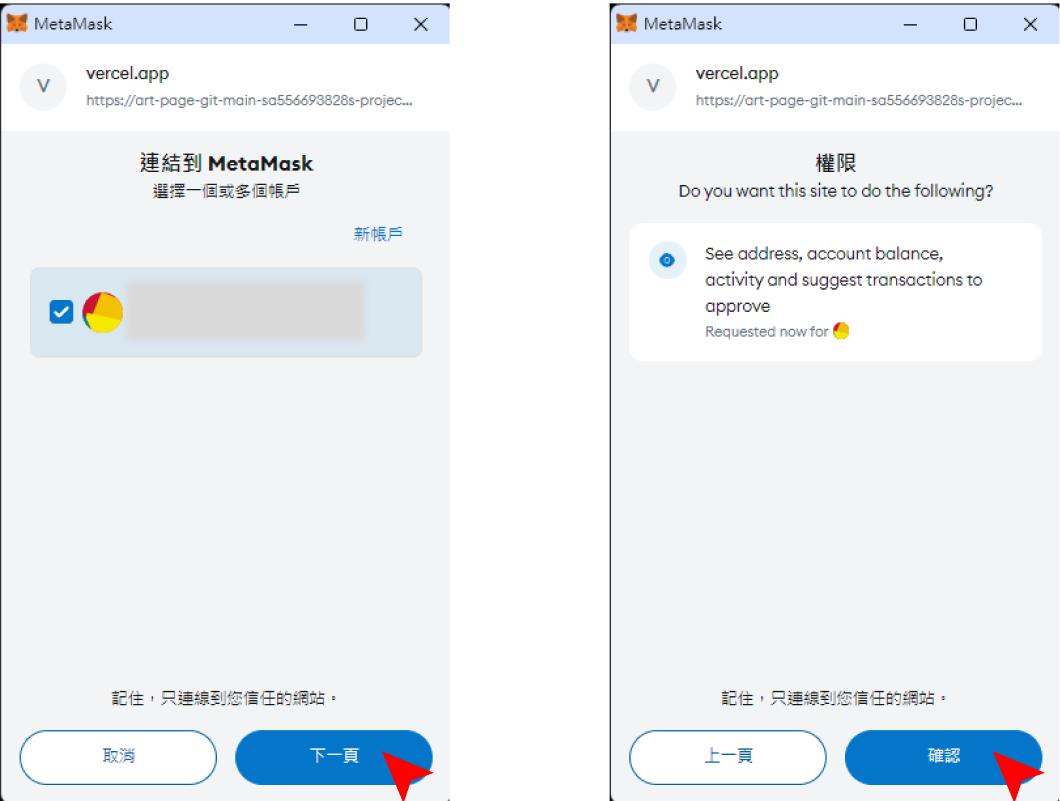 MetaMask
V
vercel.app
https://art-page-git-main-sa556693828s-projec...
連結到 MetaMask
選擇一個或多個帳戶
新帳戶
記住，只連線到您信任的網站。
取消
下一頁
MetaMask
V
vercel.app
https://art-page-git-main-sa556693828s-projec...
權限
Do you want this site to do the following?
See address, account balance,
activity and suggest transactions to
approve
Requested now for
記住，只連線到您信任的網站。
上一頁
確認